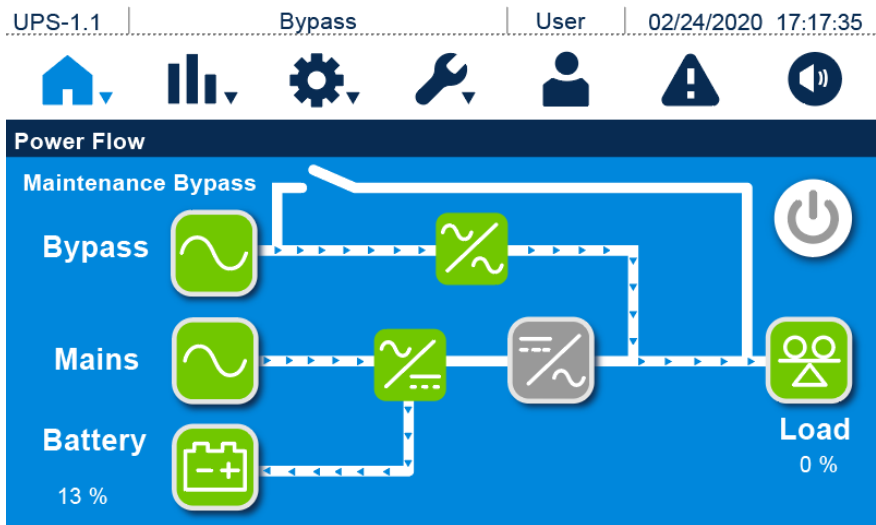 UPS-1.1 Bypass User 02/24/2020 17:17:35
Power Flow
Maintenance Bypass
Bypass
Mains
Battery
13 %
Load
0 %